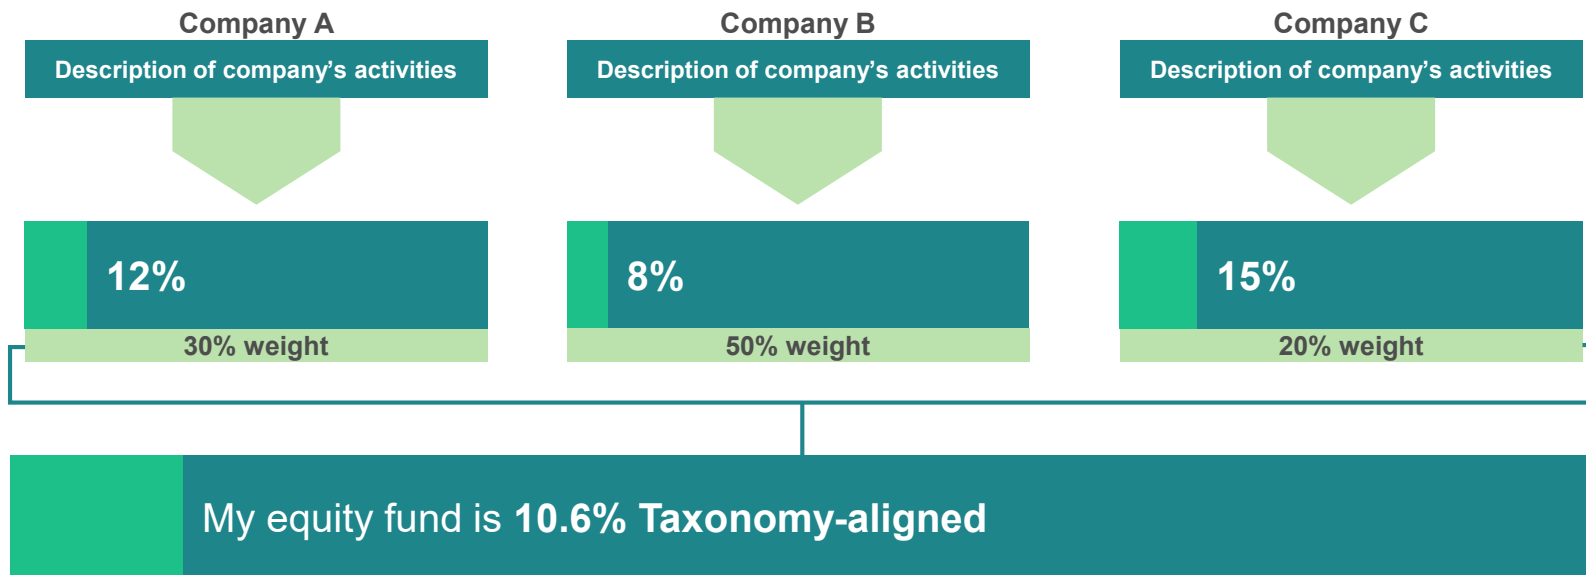 Company A
Company B
Company C
Description of company’s activities
Description of company’s activities
Description of company’s activities
12%
8%
15%
30% weight
50% weight
20% weight
My equity fund is 10.6% Taxonomy-aligned